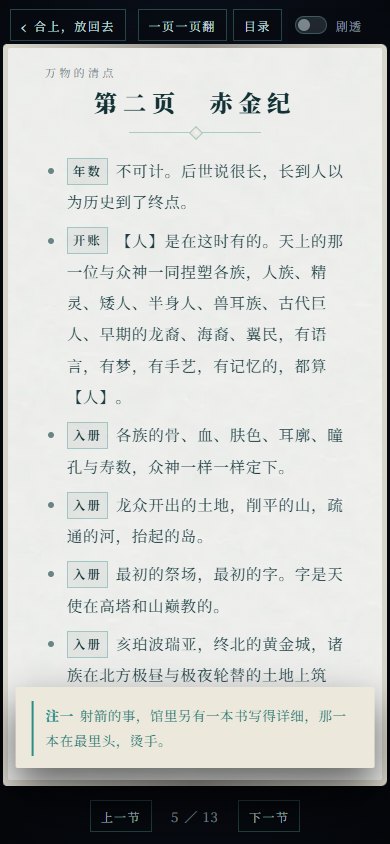 ‹ 合上，放回去
一页一页翻
目录
剧透
万物的清点
第二页　赤金纪
年数 不可计。后世说很长，长到人以
为历史到了终点。
开账 【人】是在这时有的。天上的那
一位与众神一同捏塑各族，人族、精
灵、矮人、半身人、兽耳族、古代巨
人、早期的龙裔、海裔、翼民，有语
言，有梦，有手艺，有记忆的，都算
【人】。
入册 各族的骨、血、肤色、耳廓、瞳
孔与寿数，众神一样一样定下。
入册 龙众开出的土地，削平的山，疏
通的河，抬起的岛。
入册 最初的祭场，最初的字。字是天
使在高塔和山巅教的。
入册 亥珀波瑞亚，终北的黄金城，诸
族在北方极昼与极夜轮替的土地上筑
注一 射箭的事，馆里另有一本书写得详细，那一
本在最里头，烫手。
上一节
5 ／ 13
下一节